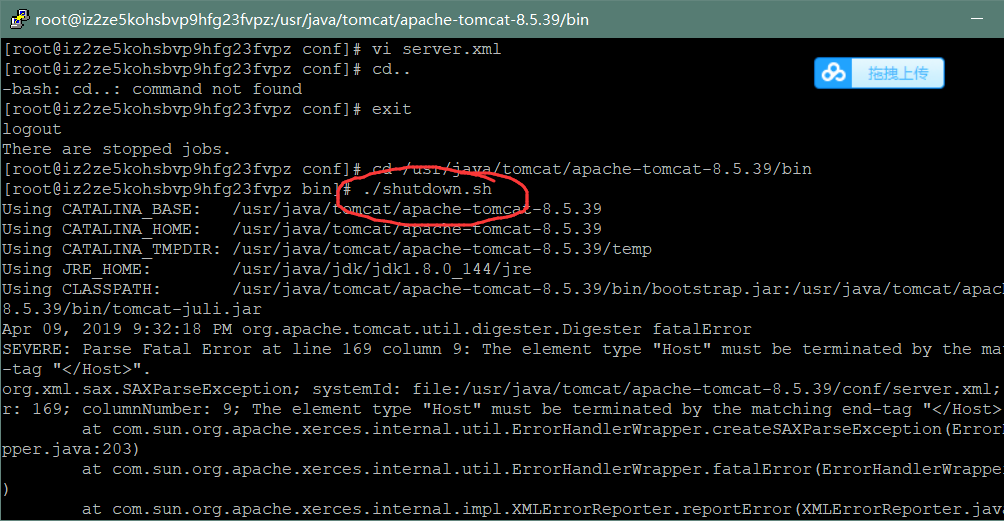 root@iz2ze5kohsbvp9hfg23fvpz:/usr/java/tomcat/apache-tomcat-8.5.39/bin
[root@iz2ze5kohsbvp9hfg23fvpz conf]# vi server.xml
[root@iz2ze5kohsbvp9hfg23fvpz conf]# cd..
-bash: cd..: command not found
[root@iz2ze5kohsbvp9hfg23fvpz conf]# exit
logout
There are stopped jobs.
[root@iz2ze5kohsbvp9hfg23fvpz conf]# cd /usr/java/tomcat/apache-tomcat-8.5.39/bin
[root@iz2ze5kohsbvp9hfg23fvpz bin]# ./shutdown.sh
Using CATALINA_BASE:   /usr/java/tomcat/apache-tomcat-8.5.39
Using CATALINA_HOME:   /usr/java/tomcat/apache-tomcat-8.5.39
Using CATALINA_TMPDIR: /usr/java/tomcat/apache-tomcat-8.5.39/temp
Using JRE_HOME:        /usr/java/jdk/jdk1.8.0_144/jre
Using CLASSPATH:       /usr/java/tomcat/apache-tomcat-8.5.39/bin/bootstrap.jar:/usr/java/tomcat/apac
8.5.39/bin/tomcat-juli.jar
Apr 09, 2019 9:32:18 PM org.apache.tomcat.util.digester.Digester fatalError
SEVERE: Parse Fatal Error at line 169 column 9: The element type "Host" must be terminated by the ma
-tag "</Host>".
org.xml.sax.SAXParseException; systemId: file:/usr/java/tomcat/apache-tomcat-8.5.39/conf/server.xml;
r: 169; columnNumber: 9; The element type "Host" must be terminated by the matching end-tag "</Host>
at com.sun.org.apache.xerces.internal.util.ErrorHandlerWrapper.createSAXParseException(Error
pper.java:203)
at com.sun.org.apache.xerces.internal.util.ErrorHandlerWrapper.fatalError(ErrorHandlerWrappe
)
at com.sun.org.apache.xerces.internal.impl.XMLErrorReporter.reportError(XMLErrorReporter.jav
拖拽上传